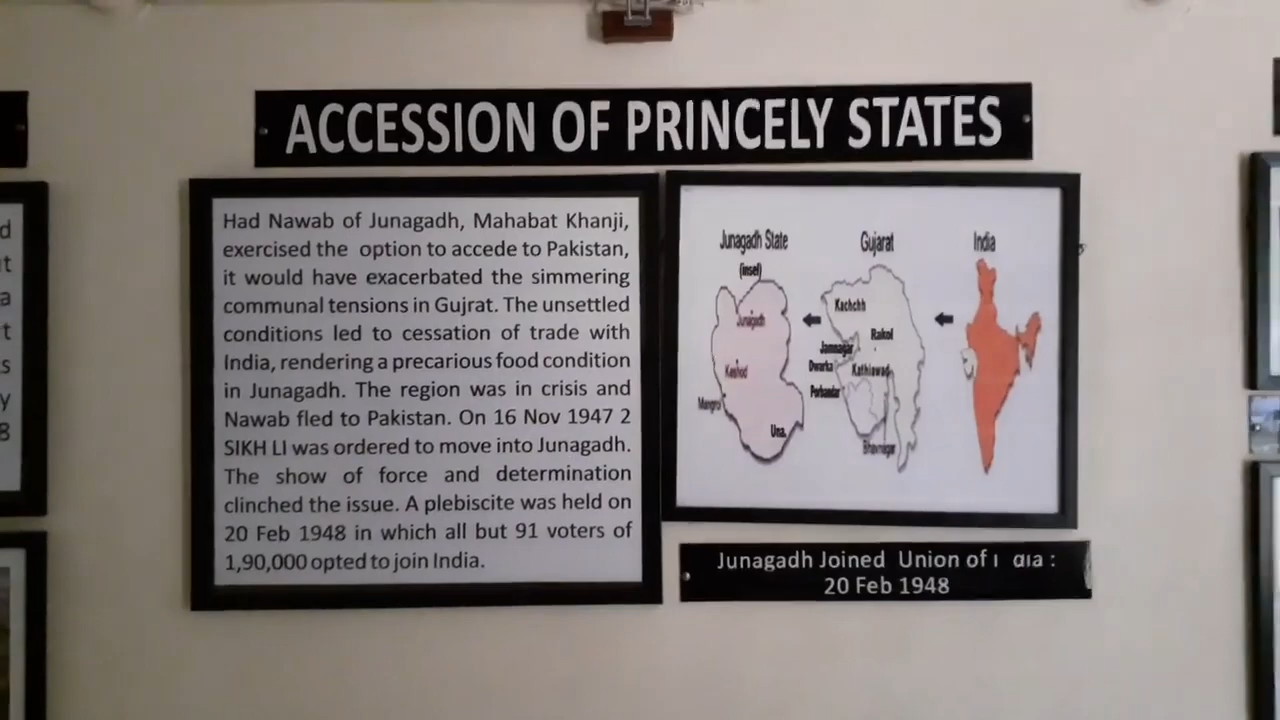 ACCESSION OF PRINCELY STATES
Had Nawab of Junagadh, Mahabat Khanji,
exercised the option to accede to Pakistan,
it would have exacerbated the simmering
communal tensions in Gujrat. The unsettled
conditions led to cessation of trade with
India, rendering a precarious food condition
in Junagadh. The region was in crisis and
Nawab fled to Pakistan. On 16 Nov 1947 2
SIKH LI was ordered to move into Junagadh.
The show of force and determination
clinched the issue. A plebiscite was held on
20 Feb 1948 in which all but 91 voters of
1,90,000 opted to join India.
Junagadh State
(insel)
Junagadh
Keshod
Mangrol
Una.
Gujarat
Kachchh
Rakot
Jamnagar
Dwarka
Kathiawad
Porbandar
Bhavnagar
India
Junagadh Joined Union of
20 Feb 1948